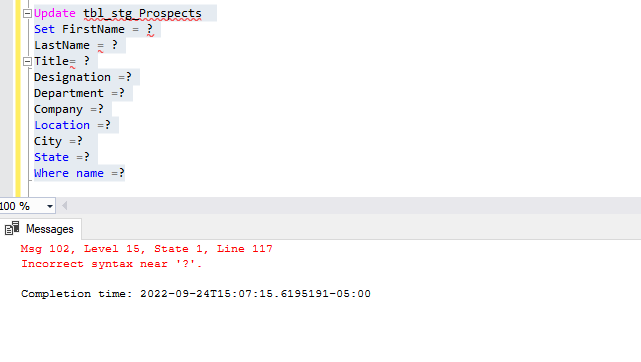 Update tbl_stg_Prospects
Set FirstName = ?
LastName = ?
Title= ?
Designation =?
Department =?
Company =?
Location =?
City =?
State =?
Where name =?
100 %
Messages
Msg 102, Level 15, State 1, Line 117
Incorrect syntax near '?'.
Completion time: 2022-09-24T15:07:15.6195191-05:00